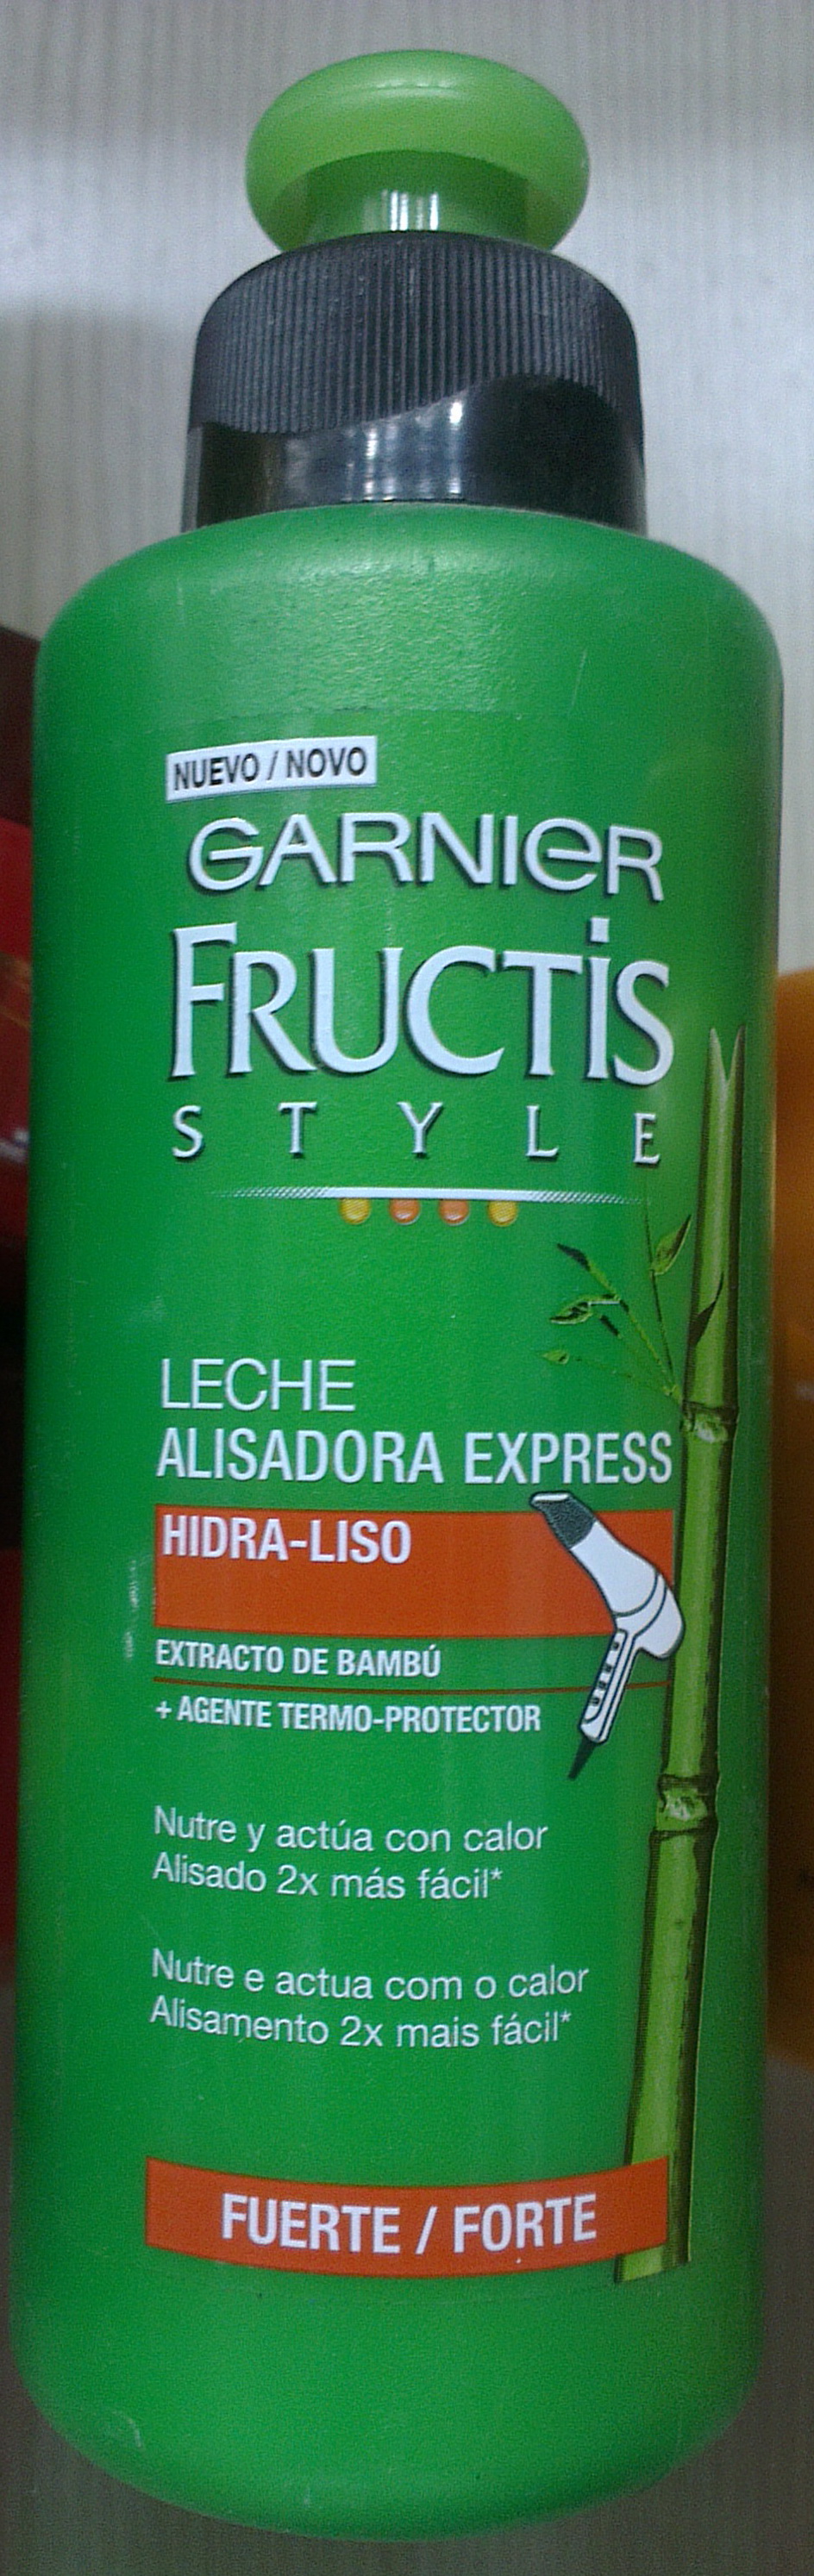 NUEVO / NOVO
GARNIeR
FRUCTiS
STYLE
LECHE
ALISADORA EXPRESS
HIDRA-LISO
EXTRACTO DE BAMBÚ
+ AGENTE TERMO-PROTECTOR
Nutre y actúa con calor
Alisado 2x más fácil*
Nutre e actua com o calor
Alisamento 2x mais fácil*
FUERTE / FORTE